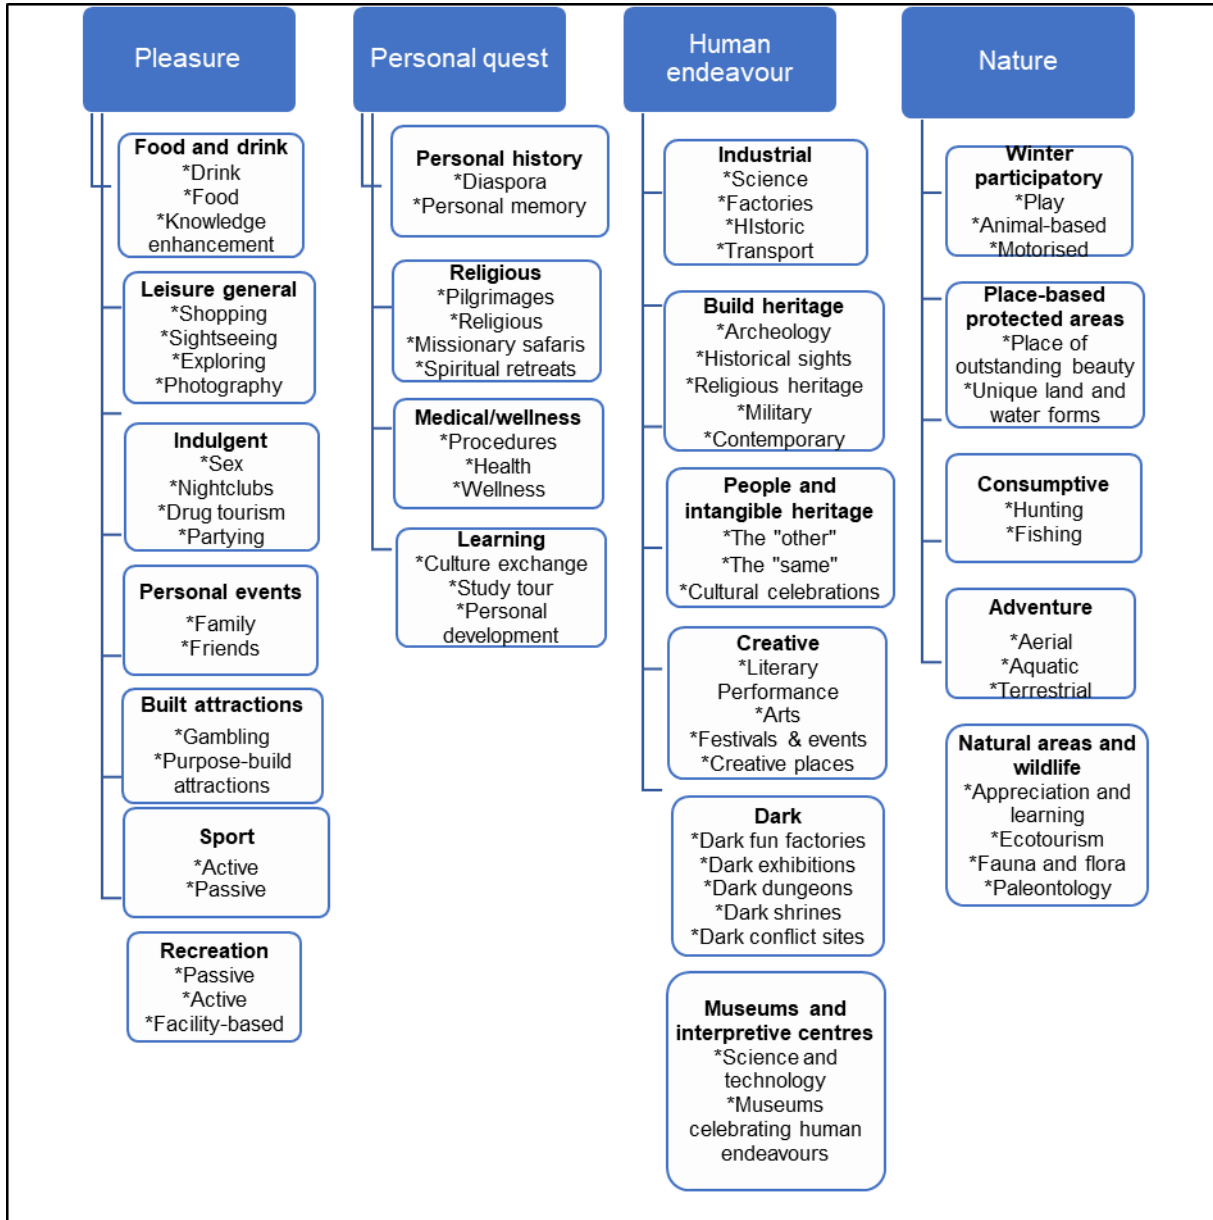 Pleasure
Food and drink
*Drink
*Food
*Knowledge
enhancement
Leisure general
*Shopping
*Sightseeing
*Exploring
*Photography
Indulgent
*Sex
*Nightclubs
*Drug tourism
*Partying
Personal events
*Family
*Friends
Built attractions
*Gambling
*Purpose-build
attractions
Sport
*Active
*Passive
Recreation
*Passive
*Active
*Facility-based
Personal quest
Personal history
*Diaspora
*Personal memory
Religious
*Pilgrimages
*Religious
*Missionary safaris
*Spiritual retreats
Medical/wellness
*Procedures
*Health
*Wellness
Learning
*Culture exchange
*Study tour
*Personal
development
Human
endeavour
Industrial
*Science
*Factories
*HIstoric
*Transport
Build heritage
*Archeology
*Historical sights
*Religious heritage
*Military
*Contemporary
People and
intangible heritage
*The "other"
*The "same"
*Cultural celebrations
Creative
*Literary
Performance
*Arts
*Festivals & events
*Creative places
Dark
*Dark fun factories
*Dark exhibitions
*Dark dungeons
*Dark shrines
*Dark conflict sites
Museums and
interpretive centres
*Science and
technology
*Museums
celebrating human
endeavours
Nature
Winter
participatory
*Play
*Animal-based
*Motorised
Place-based
protected areas
*Place of
outstanding beauty
*Unique land and
water forms
Consumptive
*Hunting
*Fishing
Adventure
*Aerial
*Aquatic
*Terrestrial
Natural areas and
wildlife
*Appreciation and
learning
*Ecotourism
*Fauna and flora
*Paleontology